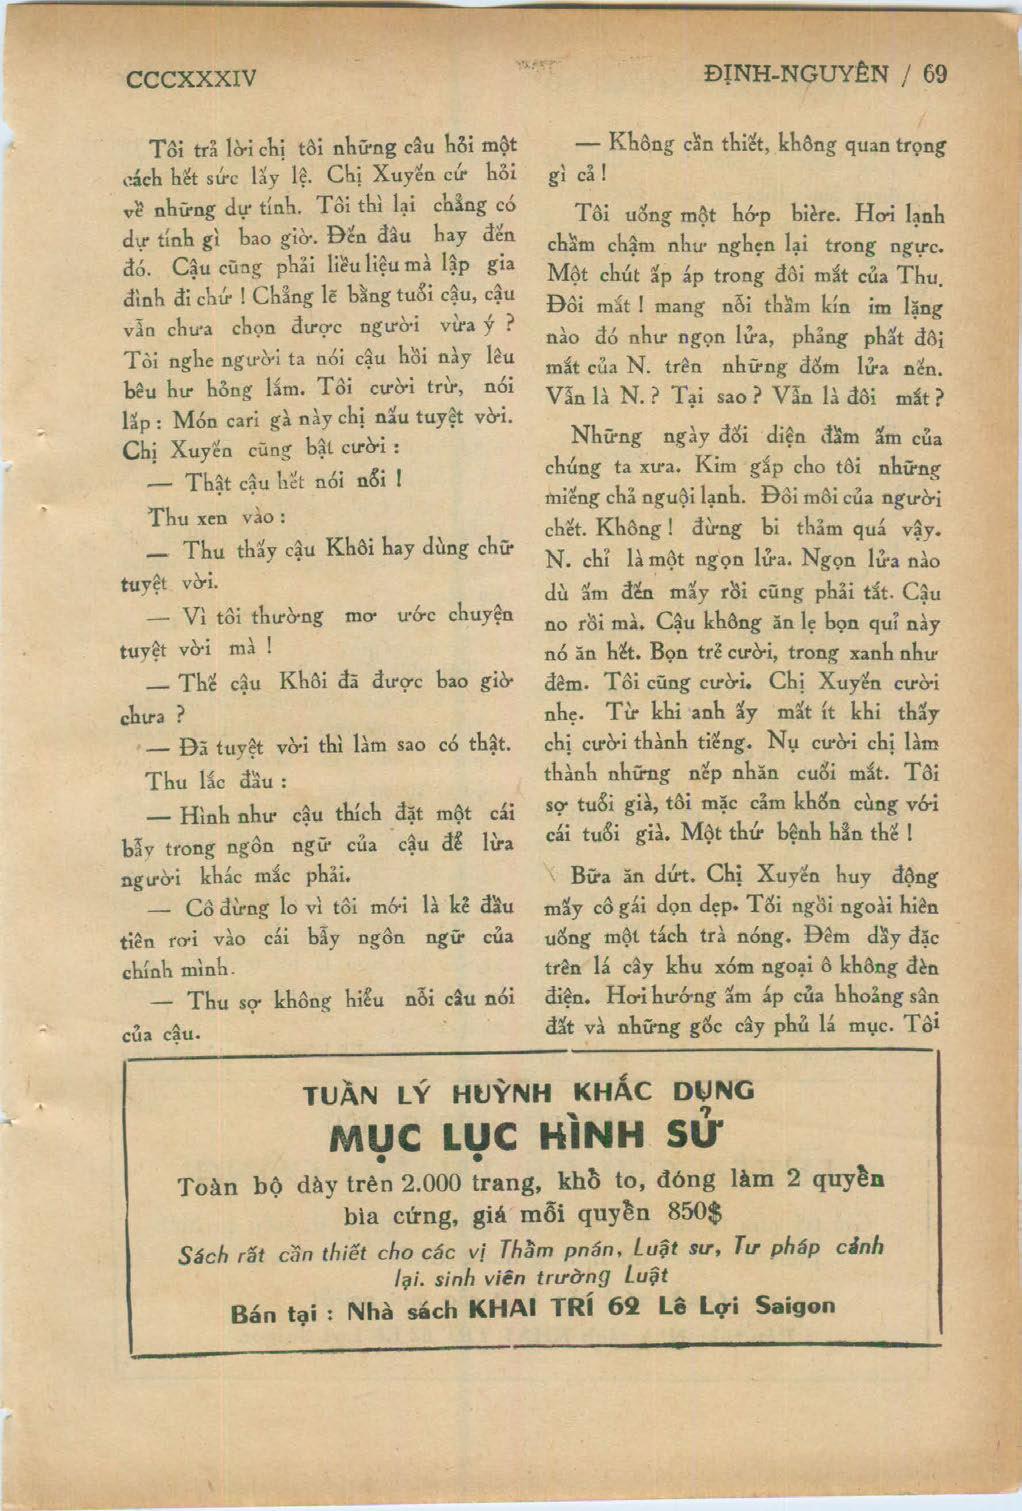 CCCXXXIV
ĐỊNH-NGUYÊN / 69
Tôi trả lời chị tôi những câu hỏi một
cách hết sức lấy lệ. Chị Xuyến cứ hỏi
về những dự tính. Tôi thì lại chẳng có
dự tính gì bao giờ. Đến đâu hay đến
đó. Cậu cũng phải liều liệu mà lập gia
đình đi chứ ! Chẳng lẽ bằng tuổi cậu, cậu
vẫn chưa chọn được người vừa ý ?
Tôi nghe người ta nói cậu hồi này lêu
bêu hư hỏng lắm. Tôi cười trừ, nói
lấp : Món cari gà này chị nấu tuyệt vời.
Chị Xuyến cũng bật cười :
— Thật cậu hết nói nổi !
Thu xen vào :
— Thu thấy cậu Khôi hay dùng chữ
tuyệt vời.
— Vì tôi thường mơ ước chuyện
tuyệt vời mà !
— Thế cậu Khôi đã được bao giờ
chưa ?
— Đã tuyệt vời thì làm sao có thật.
Thu lắc đầu :
— Hình như cậu thích đặt một cái
bẫy trong ngôn ngữ của cậu để lừa
người khác mắc phải.
— Cô đừng lo vì tôi mới là kẻ đầu
tiên rơi vào cái bẫy ngôn ngữ của
chính mình.
— Thu sợ không hiểu nỗi câu nói
của cậu.
— Không cần thiết, không quan trọng
gì cả !
Tôi uống một hớp bière. Hơi lạnh
chầm chậm như nghẹn lại trong ngực.
Một chút ấp áp trong đôi mắt của Thu.
Đôi mắt ! mang nỗi thầm kín im lặng
nào đó như ngọn lửa, phảng phất đôi
mắt của N. trên những đốm lửa nến.
Vẫn là N. ? Tại sao ? Vẫn là đôi mắt ?
Những ngày đối diện đầm ấm của
chúng ta xưa. Kim gắp cho tôi những
miếng chả nguội lạnh. Đôi môi của người
chết. Không ! đừng bi thảm quá vậy.
N. chỉ là một ngọn lửa. Ngọn lửa nào
dù ấm đến mấy rồi cũng phải tắt. Cậu
no rồi mà. Cậu không ăn lẹ bọn quỉ này
nó ăn hết. Bọn trẻ cười, trong xanh như
đêm. Tôi cũng cười. Chị Xuyến cười
nhẹ. Từ khi anh ấy mất ít khi thấy
chị cười thành tiếng. Nụ cười chị làm
thành những nếp nhăn cuối mắt. Tôi
sợ tuổi già, tôi mặc cảm khốn cùng với
cái tuổi già. Một thứ bệnh hẳn thế !
Bữa ăn dứt. Chị Xuyến huy động
mấy cô gái dọn dẹp. Tối ngồi ngoài hiên
uống một tách trà nóng. Đêm dầy đặc
trên lá cây khu xóm ngoại ô không đèn
điện. Hơi hướng ấm áp của hhoảng sân
đất và những gốc cây phủ lá mục. Tôi
TUẦN LÝ HUỲNH KHẮC DỤNG
MỤC LỤC HÌNH SỬ
Toàn bộ dày trên 2.000 trang, khổ to, đóng làm 2 quyển
bìa cứng, giá mỗi quyển 850$
Sách rất cần thiết cho các vị Thẩm pnán, Luật sư, Tư pháp cảnh
lại. sinh viên trường Luật
Bán tại : Nhà sách KHAI TRÍ 62 Lê Lợi Saigon